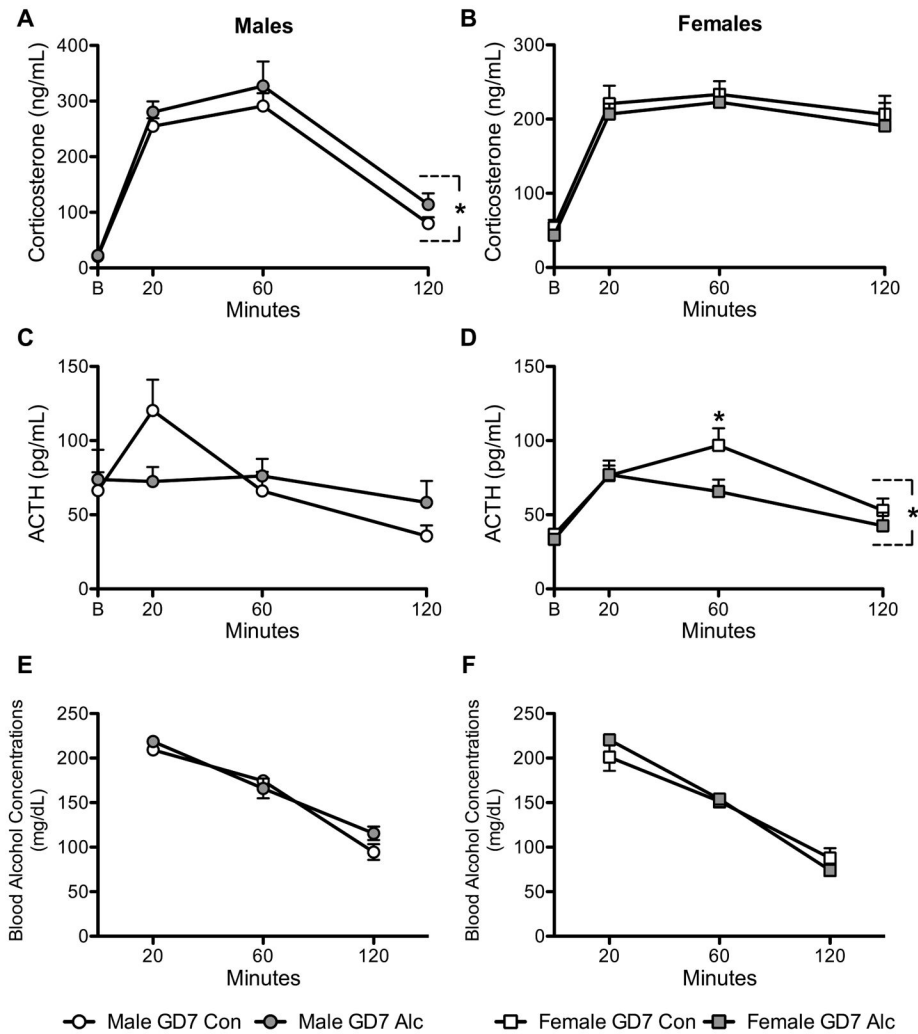 A
Males
B
Females
Corticosterone (ng/mL)
400
300
200
100
0
*
B 20 60 120
Minutes
Corticosterone (ng/mL)
300
200
100
0
B 20 60 120
Minutes
C
ACTH (pg/mL)
150
100
50
0
B 20 60 120
Minutes
D
ACTH (pg/mL)
150
100
50
0
*
*
B 20 60 120
Minutes
E
Blood Alcohol Concentrations
(mg/dL)
250
200
150
100
50
0
20 60 120
Minutes
F
Blood Alcohol Concentrations
(mg/dL)
250
200
150
100
50
0
20 60 120
Minutes
Male GD7 Con Male GD7 Alc
Female GD7 Con Female GD7 Alc